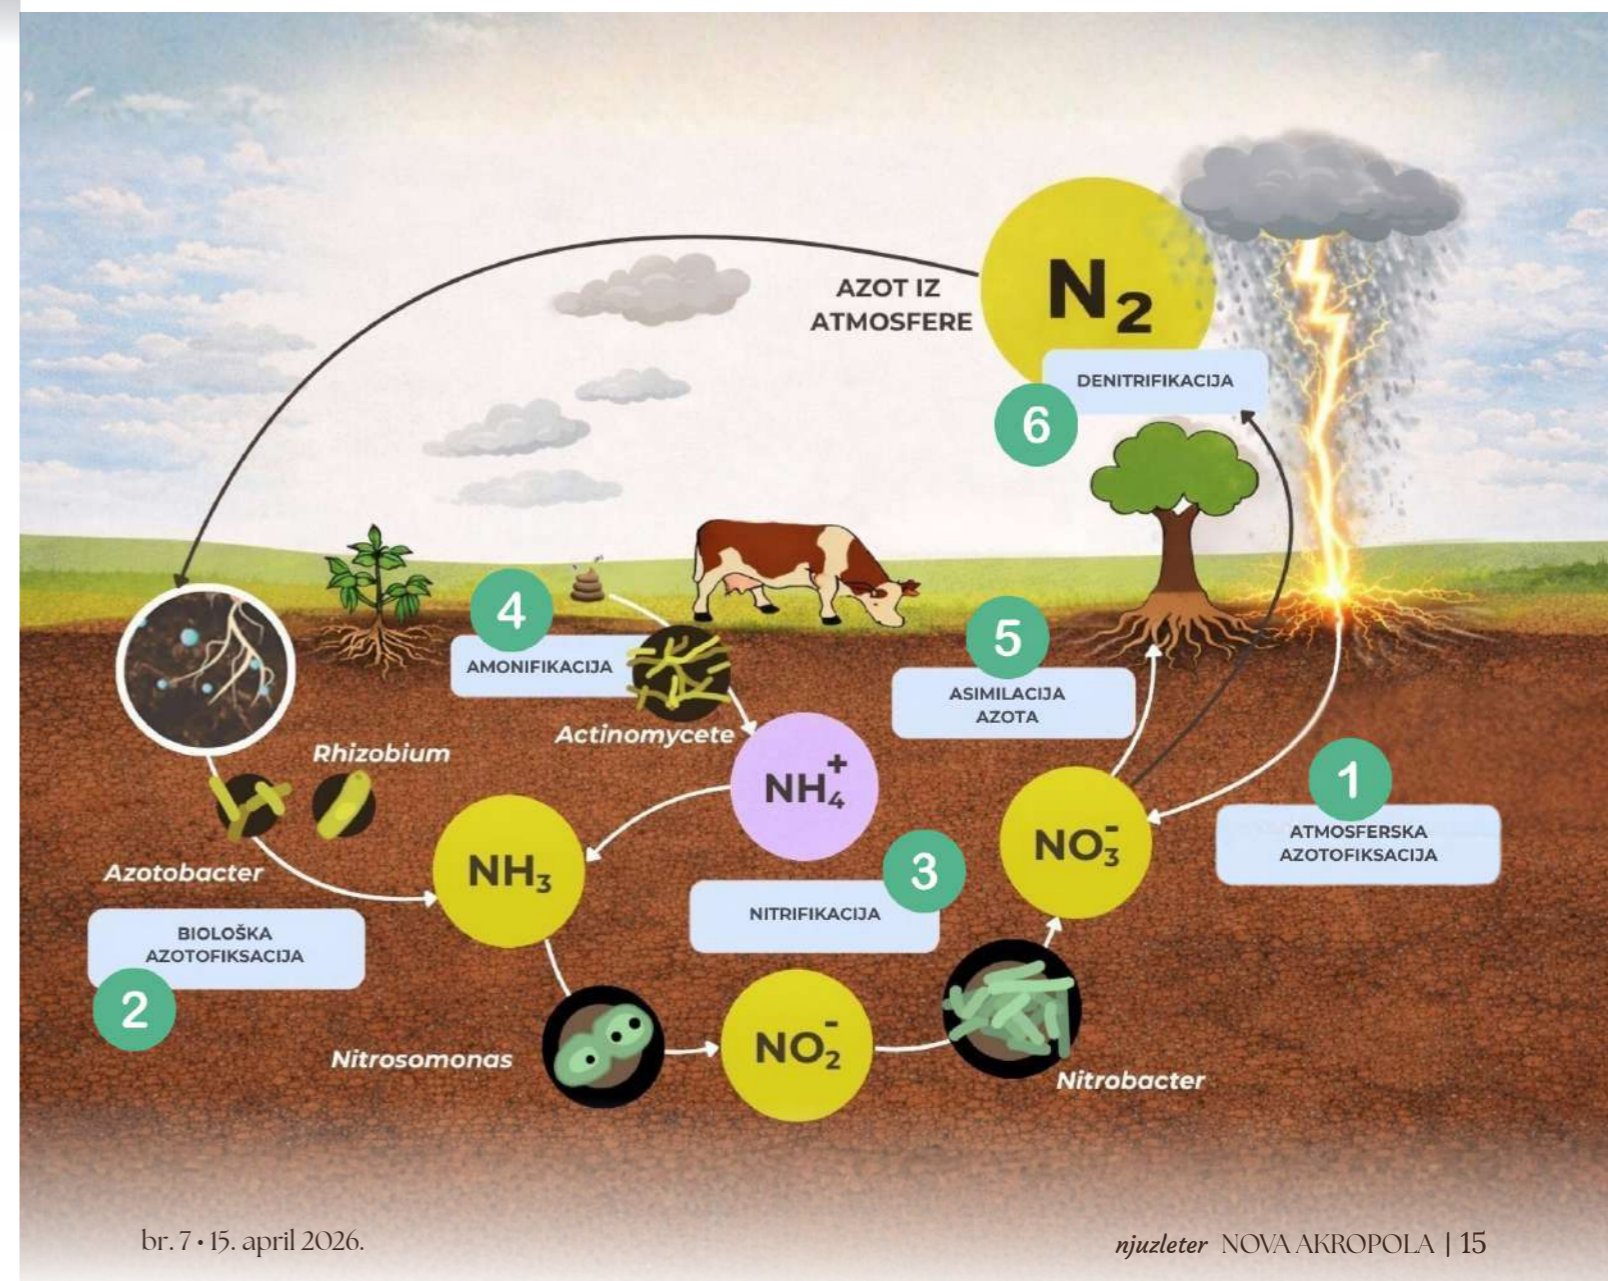 AZOT IZ
ATMOSFERE
N₂
DENITRIFIKACIJA
6
4
AMONIFIKACIJA
Actinomycete
5
ASIMILACIJA
AZOTA
Rhizobium
NH₄⁺
1
ATMOSFERSKA
AZOTOFIKSACIJA
NO₃⁻
NH₃
3
NITRIFIKACIJA
Azotobacter
BIOLOŠKA
AZOTOFIKSACIJA
2
Nitrosomonas
NO₂⁻
Nitrobacter
br. 7 • 15. april 2026.
njuzleter NOVA AKROPOLA | 15